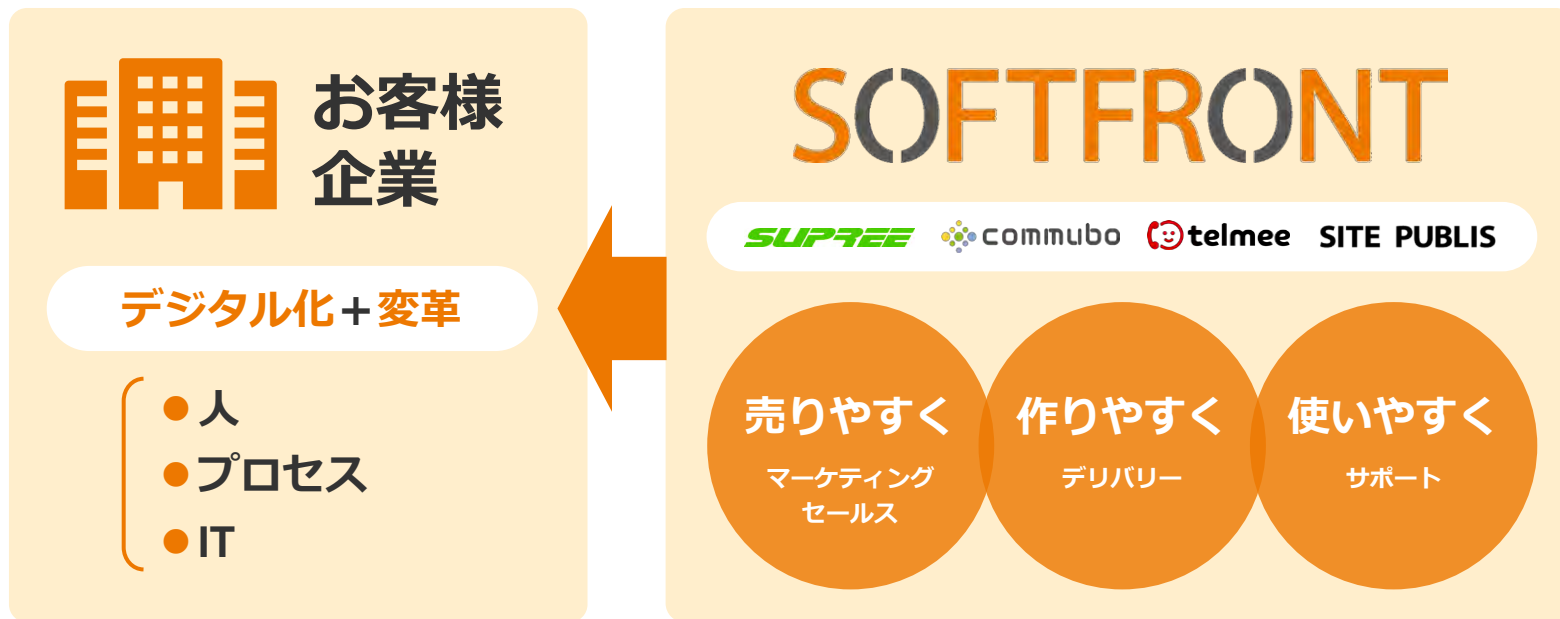 お客様
企業
デジタル化+変革
人
プロセス
IT
SOFTFRONT
SUPREE commubo telmee SITE PUBLIS
売りやすく
マーケティング
セールス
作りやすく
デリバリー
使いやすく
サポート